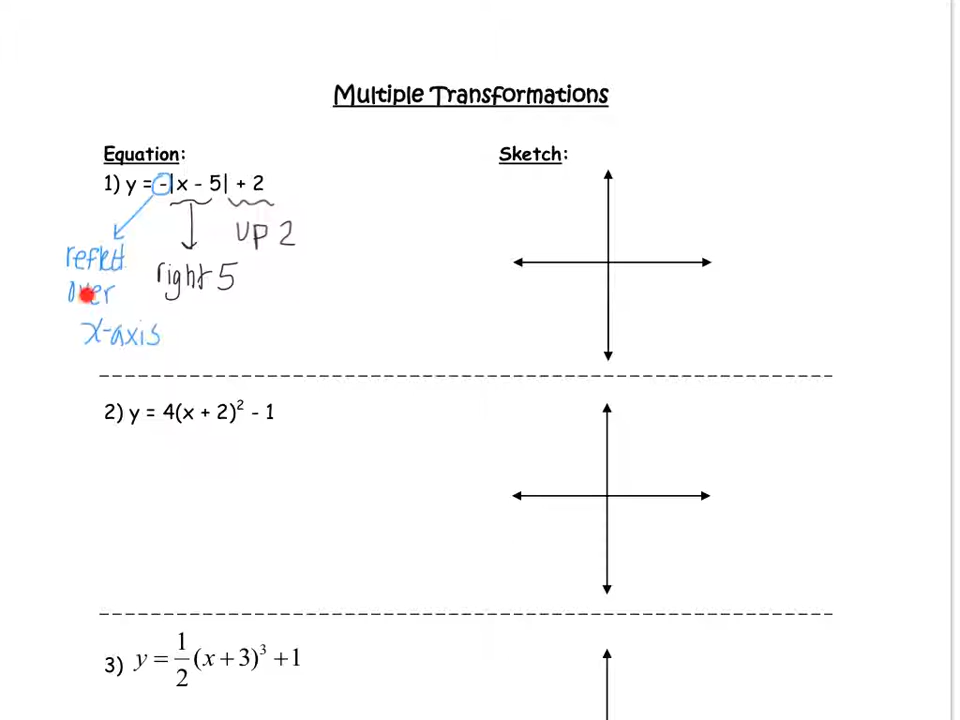 Multiple Transformations
Equation:
Sketch:
1) y = -|x - 5| + 2
up 2
reflect
right 5
over
x-axis
2) y = 4(x + 2)² - 1
3) y = 1/2 (x + 3)³ + 1